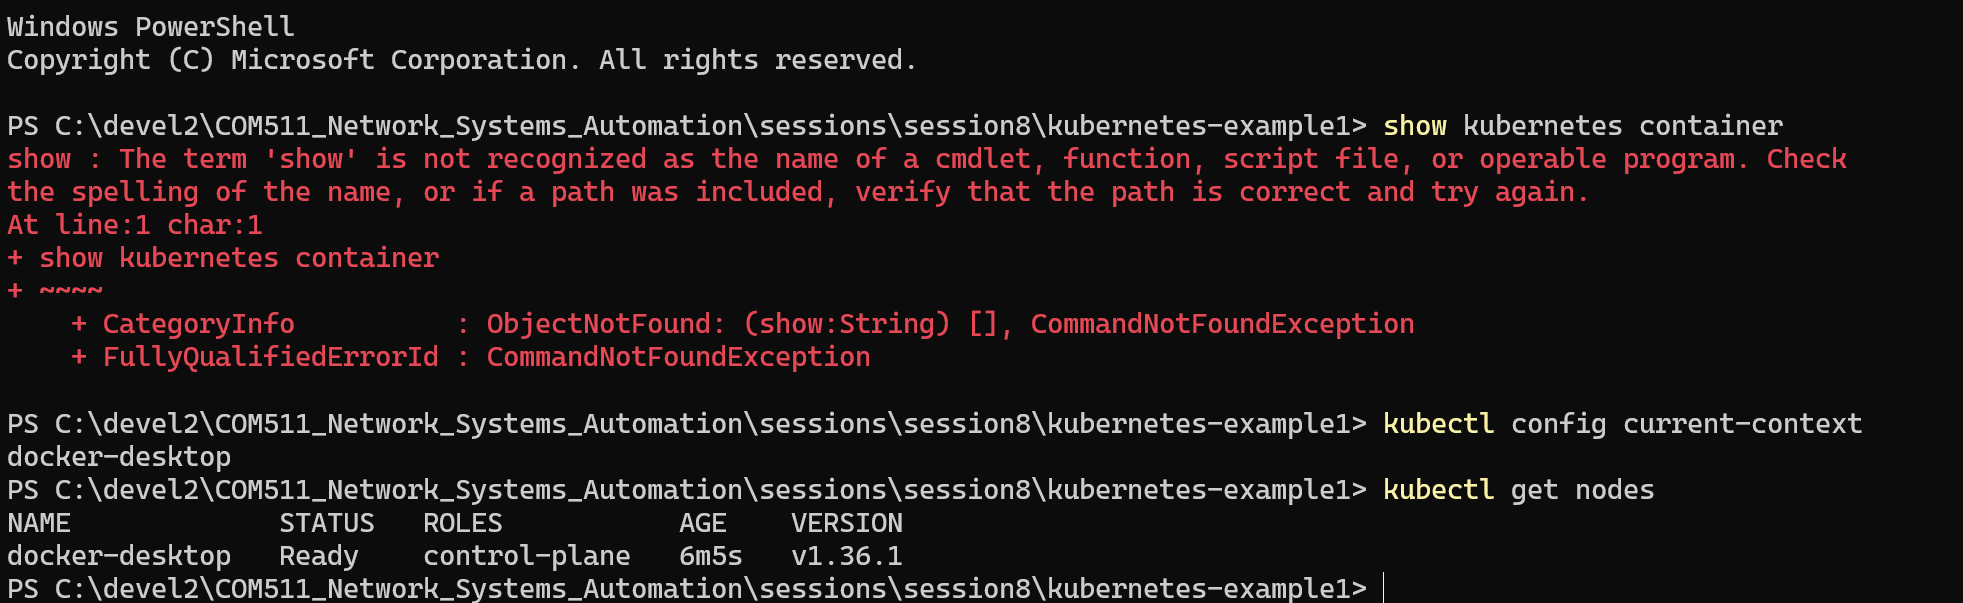 Windows PowerShell
Copyright (C) Microsoft Corporation. All rights reserved.
PS C:\devel2\COM511_Network_Systems_Automation\sessions\session8\kubernetes-example1> show kubernetes container
show : The term 'show' is not recognized as the name of a cmdlet, function, script file, or operable program. Check
the spelling of the name, or if a path was included, verify that the path is correct and try again.
At line:1 char:1
+ show kubernetes container
+ ~~~~
    + CategoryInfo          : ObjectNotFound: (show:String) [], CommandNotFoundException
    + FullyQualifiedErrorId : CommandNotFoundException
PS C:\devel2\COM511_Network_Systems_Automation\sessions\session8\kubernetes-example1> kubectl config current-context
docker-desktop
PS C:\devel2\COM511_Network_Systems_Automation\sessions\session8\kubernetes-example1> kubectl get nodes
NAME             STATUS   ROLES           AGE    VERSION
docker-desktop   Ready    control-plane   6m5s   v1.36.1
PS C:\devel2\COM511_Network_Systems_Automation\sessions\session8\kubernetes-example1>